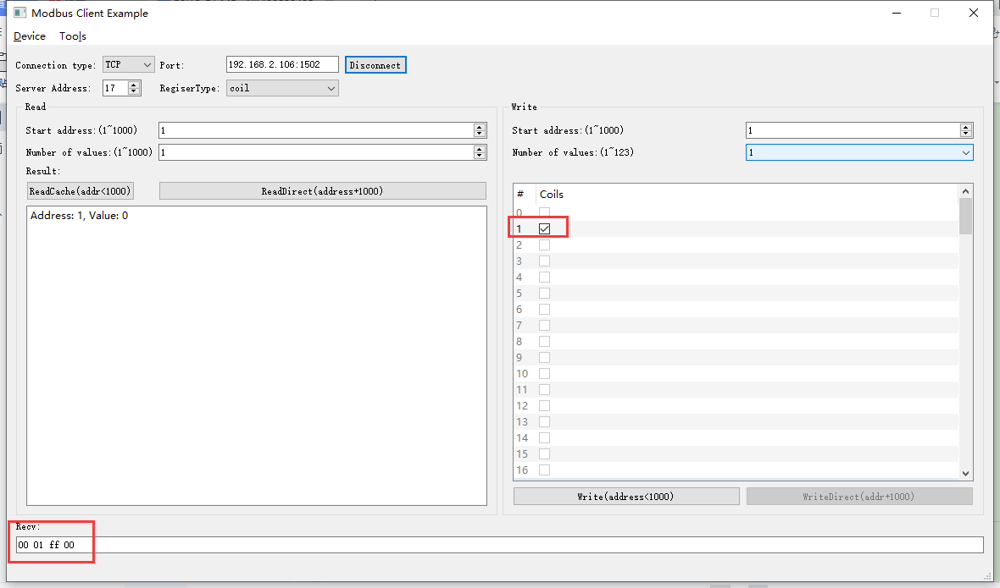 Modbus Client Example
Device Tools
Connection type: TCP Port: 192.168.2.106:1502 Disconnect
Server Address: 17 RegiserType: coil
Read
Start address:(1~1000) 1
Number of values:(1~1000) 1
Result:
ReadCache(addr<1000) ReadDirect(address+1000)
Address: 1, Value: 0
Write
Start address:(1~1000) 1
Number of values:(1~123) 1
# Coils
0
1
2
3
4
5
6
7
8
9
10
11
12
13
14
15
16
Write(address<1000) WriteDirect(addr+1000)
Recv:
00 01 ff 00